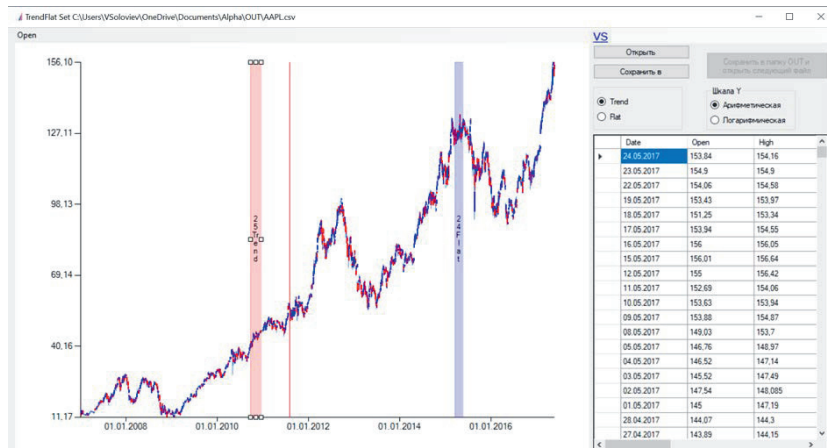 TrendFlat Set C:\Users\VSoloviev\OneDrive\Documents\Alpha\OUT\AAPL.csv
Open
VS
Открыть
Сохранить в папку OUT и
открыть следующий файл
Сохранить в
Trend
Flat
Шкала Y
Арифметическая
Логарифмическая
156,10
127,11
98,13
69,14
40,16
11,17
01.01.2008
01.01.2010
01.01.2012
01.01.2014
01.01.2016
24Flat
Date Open High
24.05.2017 153,84 154,16
23.05.2017 154,9 154,9
22.05.2017 154,06 154,58
19.05.2017 153,43 153,97
18.05.2017 151,25 153,34
17.05.2017 153,94 154,55
16.05.2017 156 156,05
15.05.2017 156,01 156,64
12.05.2017 155 156,42
11.05.2017 152,69 154,06
10.05.2017 153,63 153,94
09.05.2017 153,88 154,87
08.05.2017 149,03 153,7
05.05.2017 146,76 148,97
04.05.2017 146,52 147,14
03.05.2017 145,52 147,49
02.05.2017 147,54 148,085
01.05.2017 145 147,19
28.04.2017 144,07 144,3
27.04.2017 143,89 144,15